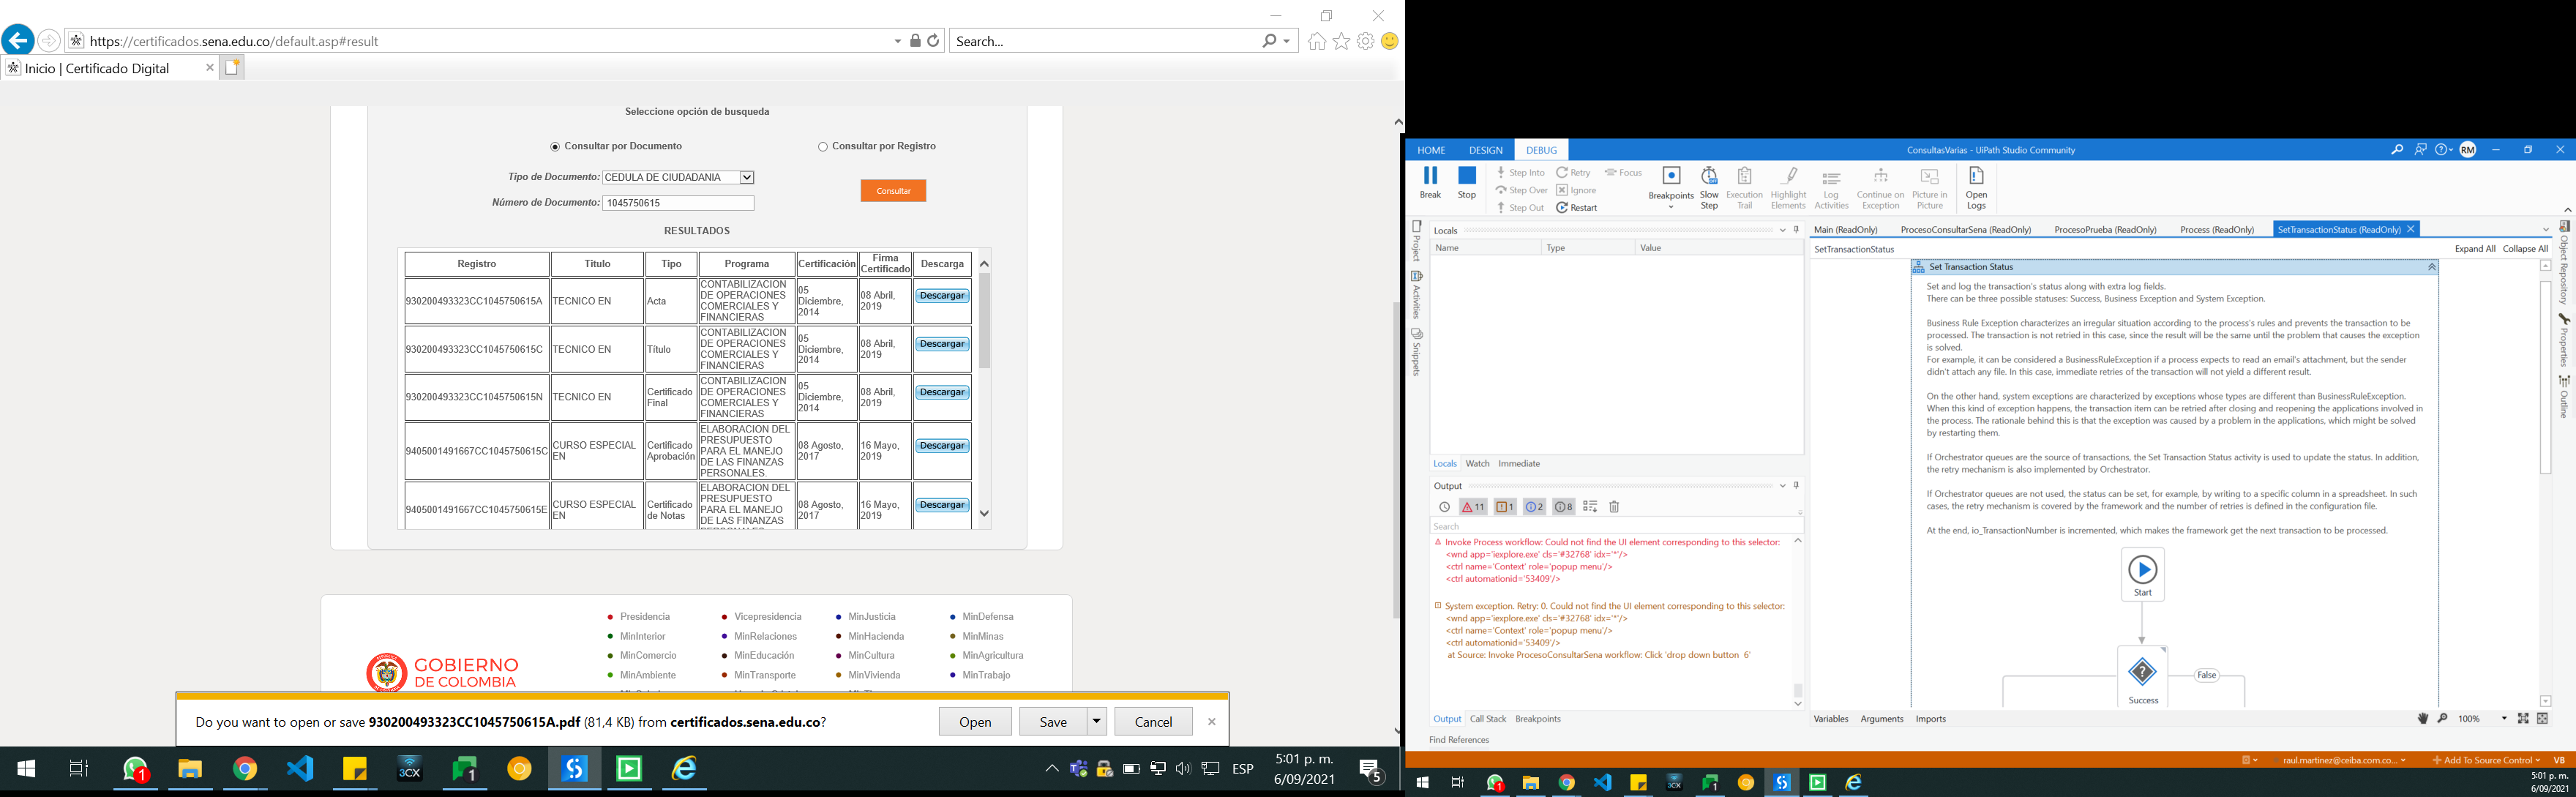 https://certificados.sena.edu.co/default.asp#result
Search...
Inicio | Certificado Digital
Seleccione opción de busqueda
Consultar por Documento
Consultar por Registro
Tipo de Documento: CEDULA DE CIUDADANIA
Consultar
Número de Documento: 1045750615
RESULTADOS
Registro Titulo Tipo Programa Certificación Firma Certificado Descarga
930200493323CC1045750615A TECNICO EN Acta CONTABILIZACION DE OPERACIONES COMERCIALES Y FINANCIERAS 05 Diciembre, 2014 08 Abril, 2019 Descargar
930200493323CC1045750615C TECNICO EN Título CONTABILIZACION DE OPERACIONES COMERCIALES Y FINANCIERAS 05 Diciembre, 2014 08 Abril, 2019 Descargar
930200493323CC1045750615N TECNICO EN Certificado Final CONTABILIZACION DE OPERACIONES COMERCIALES Y FINANCIERAS 05 Diciembre, 2014 08 Abril, 2019 Descargar
9405001491667CC1045750615C CURSO ESPECIAL EN Certificado Aprobación ELABORACION DEL PRESUPUESTO PARA EL MANEJO DE LAS FINANZAS PERSONALES. 08 Agosto, 2017 16 Mayo, 2019 Descargar
9405001491667CC1045750615E CURSO ESPECIAL EN Certificado de Notas ELABORACION DEL PRESUPUESTO PARA EL MANEJO DE LAS FINANZAS 08 Agosto, 2017 16 Mayo, 2019 Descargar
GOBIERNO
DE COLOMBIA
Presidencia Vicepresidencia MinJusticia MinDefensa
MinInterior MinRelaciones MinHacienda MinMinas
MinComercio MinEducación MinCultura MinAgricultura
MinAmbiente MinTransporte MinVivienda MinTrabajo
Do you want to open or save 930200493323CC1045750615A.pdf (81,4 KB) from certificados.sena.edu.co?
Open Save Cancel
1
3CX
1
ESP
5:01 p. m.
6/09/2021
5
HOME DESIGN DEBUG
ConsultasVarias - UiPath Studio Community
RM
Break Stop
Step Into Retry Focus
Step Over Ignore
Step Out Restart
Breakpoints
Slow Step
Execution Trail
Highlight Elements
Log Activities
Continue on Exception
Picture in Picture
Open Logs
Project
Activities
Snippets
Locals
Name Type Value
Locals Watch Immediate
Output
11 1 2 8
Search
Invoke Process workflow: Could not find the UI element corresponding to this selector:
<wnd app='iexplore.exe' cls='#32768' idx='*'/>
<ctrl name='Context' role='popup menu'/>
<ctrl automationid='53409'/>
System exception. Retry: 0. Could not find the UI element corresponding to this selector:
<wnd app='iexplore.exe' cls='#32768' idx='*'/>
<ctrl name='Context' role='popup menu'/>
<ctrl automationid='53409'/>
at Source: Invoke ProcesoConsultarSena workflow: Click 'drop down button 6'
Output Call Stack Breakpoints
Find References
Main (ReadOnly) ProcesoConsultarSena (ReadOnly) ProcesoPrueba (ReadOnly) Process (ReadOnly) SetTransactionStatus (ReadOnly)
SetTransactionStatus
Expand All Collapse All
Set Transaction Status
Set and log the transaction's status along with extra log fields.
There can be three possible statuses: Success, Business Exception and System Exception.
Business Rule Exception characterizes an irregular situation according to the process's rules and prevents the transaction to be
processed. The transaction is not retried in this case, since the result will be the same until the problem that causes the exception
is solved.
For example, it can be considered a BusinessRuleException if a process expects to read an email's attachment, but the sender
didn't attach any file. In this case, immediate retries of the transaction will not yield a different result.
On the other hand, system exceptions are characterized by exceptions whose types are different than BusinessRuleException.
When this kind of exception happens, the transaction item can be retried after closing and reopening the applications involved in
the process. The rationale behind this is that the exception was caused by a problem in the applications, which might be solved
by restarting them.
If Orchestrator queues are the source of transactions, the Set Transaction Status activity is used to update the status. In addition,
the retry mechanism is also implemented by Orchestrator.
If Orchestrator queues are not used, the status can be set, for example, by writing to a specific column in a spreadsheet. In such
cases, the retry mechanism is covered by the framework and the number of retries is defined in the configuration file.
At the end, io_TransactionNumber is incremented, which makes the framework get the next transaction to be processed.
Start
False
Success
Variables Arguments Imports
100%
Object Repository
Properties
Outline
raul.martinez@ceiba.com.co...
Add To Source Control
VB
1
3CX
1
5:01 p. m.
6/09/2021